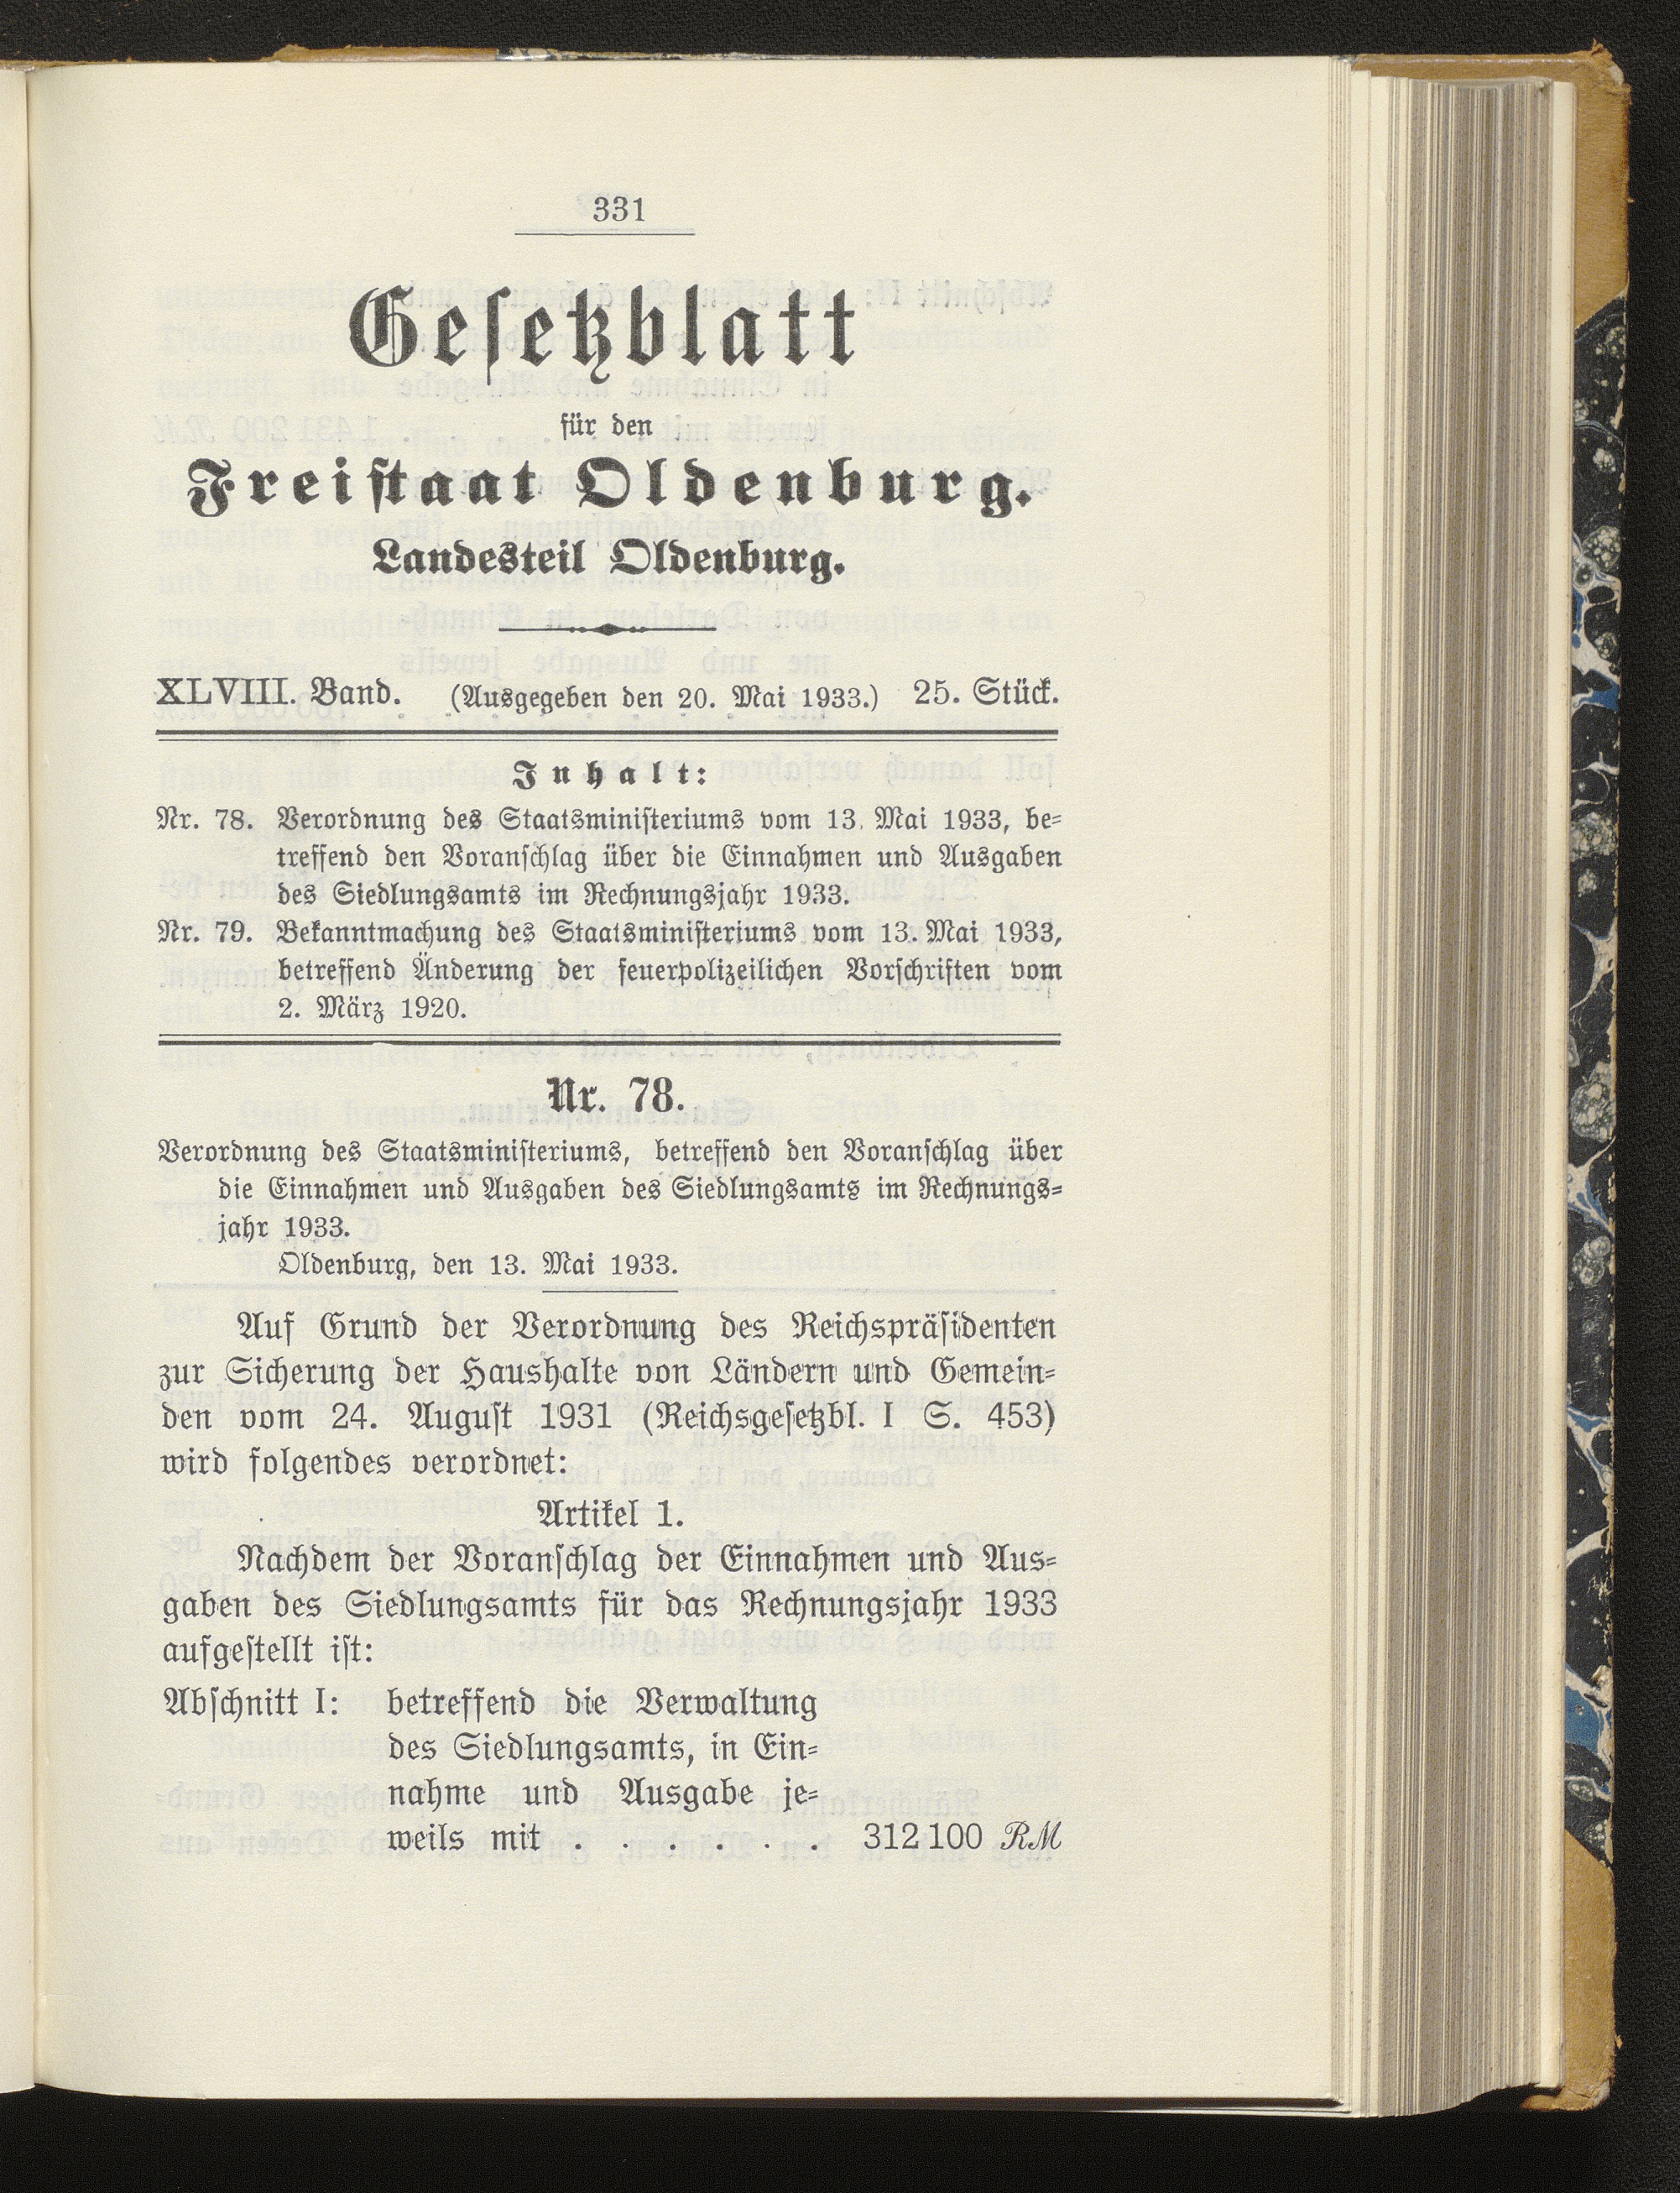 331
Gesetzblatt
für den
Freistaat Oldenburg.
Landesteil Oldenburg.
XLVIII. Band. (Ausgegeben den 20. Mai 1933.) 25. Stück.
Inhalt:
Nr. 78. Verordnung des Staatsministeriums vom 13. Mai 1933, be-
treffend den Voranschlag über die Einnahmen und Ausgaben
des Siedlungsamts im Rechnungsjahr 1933.
Nr. 79. Bekanntmachung des Staatsministeriums vom 13. Mai 1933,
betreffend Änderung der feuerpolizeilichen Vorschriften vom
2. März 1920.
Nr. 78.
Verordnung des Staatsministeriums, betreffend den Voranschlag über
die Einnahmen und Ausgaben des Siedlungsamts im Rechnungs-
jahr 1933.
Oldenburg, den 13. Mai 1933.
Auf Grund der Verordnung des Reichspräsidenten
zur Sicherung der Haushalte von Ländern und Gemein-
den vom 24. August 1931 (Reichsgesetzbl. I S. 453)
wird folgendes verordnet:
Artikel 1.
Nachdem der Voranschlag der Einnahmen und Aus-
gaben des Siedlungsamts für das Rechnungsjahr 1933
aufgestellt ist:
Abschnitt I: betreffend die Verwaltung
des Siedlungsamts, in Ein-
nahme und Ausgabe je-
weils mit . . . . . . 312 100 RM